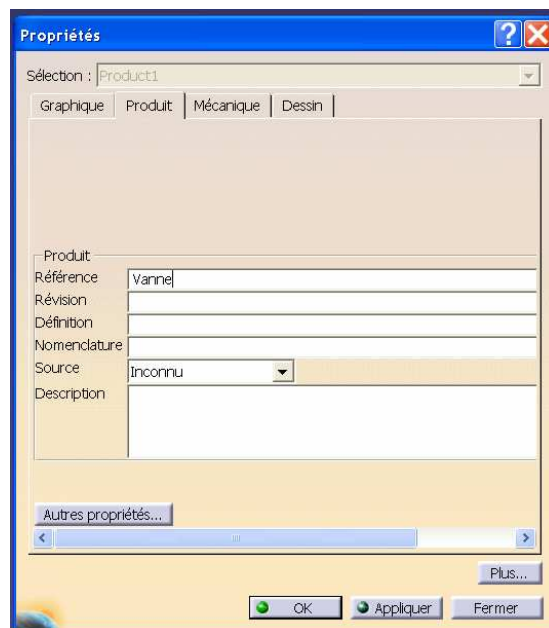 Propriétés
Sélection : Product1
Graphique Produit Mécanique Dessin
Produit
Référence Vanne
Révision
Définition
Nomenclature
Source Inconnu
Description
Autres propriétés...
Plus...
OK Appliquer Fermer